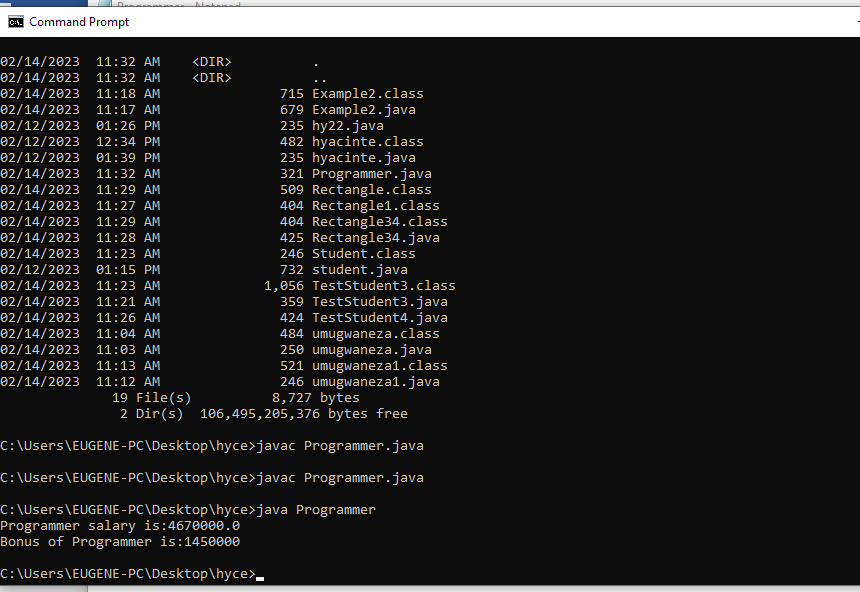 Programmer - Notepad
Command Prompt
02/14/2023  11:32 AM    <DIR>          .
02/14/2023  11:32 AM    <DIR>          ..
02/14/2023  11:18 AM               715 Example2.class
02/14/2023  11:17 AM               679 Example2.java
02/12/2023  01:26 PM               235 hy22.java
02/12/2023  12:34 PM               482 hyacinte.class
02/12/2023  01:39 PM               235 hyacinte.java
02/14/2023  11:32 AM               321 Programmer.java
02/14/2023  11:29 AM               509 Rectangle.class
02/14/2023  11:27 AM               404 Rectangle1.class
02/14/2023  11:29 AM               404 Rectangle34.class
02/14/2023  11:28 AM               425 Rectangle34.java
02/14/2023  11:23 AM               246 Student.class
02/12/2023  01:15 PM               732 student.java
02/14/2023  11:23 AM             1,056 TestStudent3.class
02/14/2023  11:21 AM               359 TestStudent3.java
02/14/2023  11:26 AM               424 TestStudent4.java
02/14/2023  11:04 AM               484 umugwaneza.class
02/14/2023  11:03 AM               250 umugwaneza.java
02/14/2023  11:13 AM               521 umugwaneza1.class
02/14/2023  11:12 AM               246 umugwaneza1.java
19 File(s)          8,727 bytes
2 Dir(s)  106,495,205,376 bytes free
C:\Users\EUGENE-PC\Desktop\hyce>javac Programmer.java
C:\Users\EUGENE-PC\Desktop\hyce>javac Programmer.java
C:\Users\EUGENE-PC\Desktop\hyce>java Programmer
Programmer salary is:4670000.0
Bonus of Programmer is:1450000
C:\Users\EUGENE-PC\Desktop\hyce>